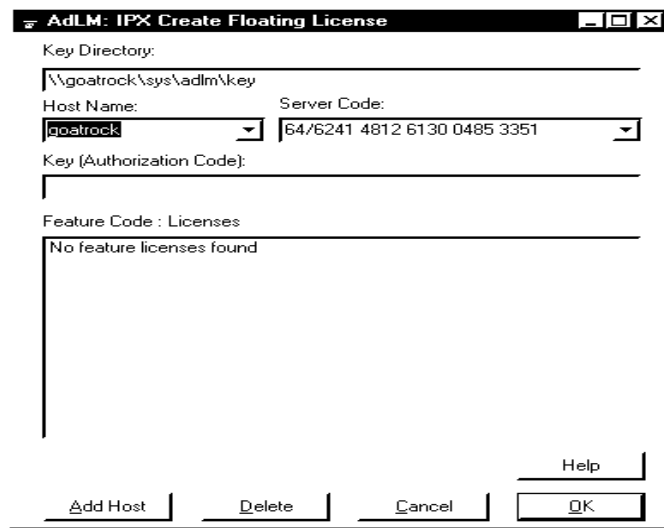 AdLM: IPX Create Floating License
Key Directory:
\\goatrock\sys\adlm\key
Host Name:
Server Code:
goatrock
64/6241 4812 6130 0485 3351
Key (Authorization Code):
Feature Code : Licenses
No feature licenses found
Help
Add Host
Delete
Cancel
OK